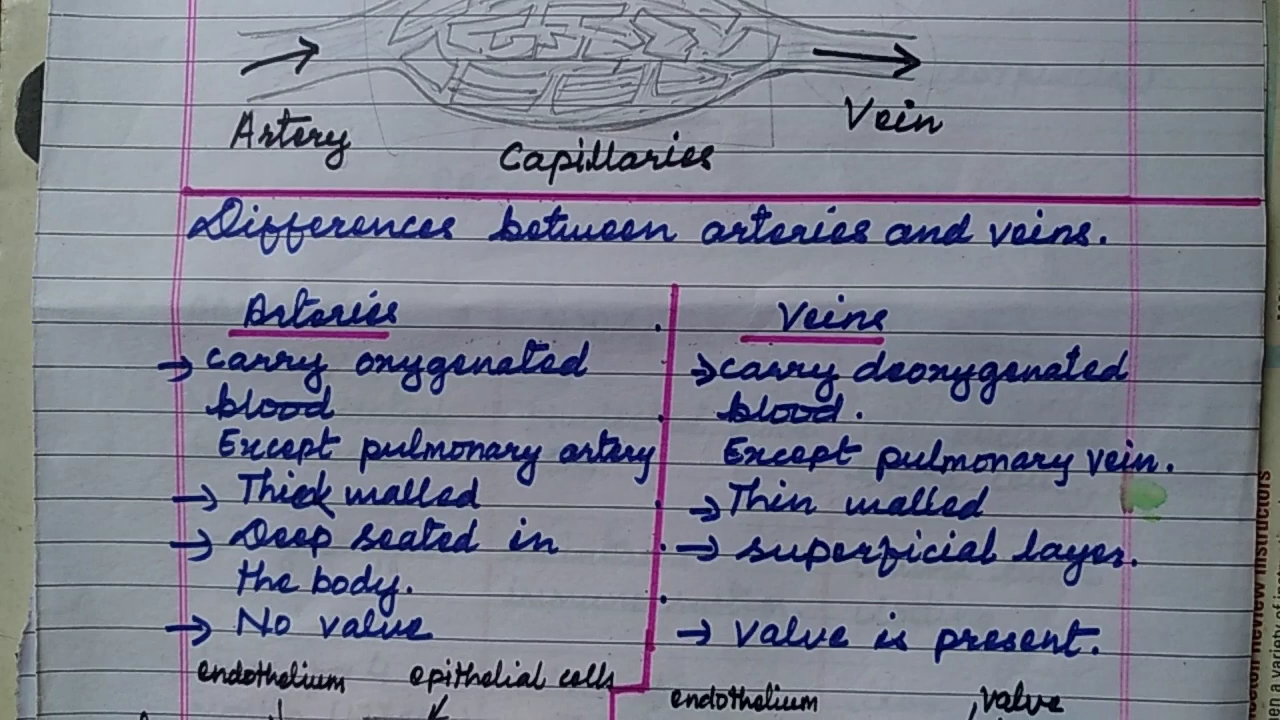 Artery
Capillaries
Vein
Differences between arteries and veins.
Arteries
→ carry oxygenated
blood
Except pulmonary artery
→ Thick walled
→ Deep seated in
the body.
→ No valve
endothelium epithelial cells
Veins
→ carry deoxygenated
blood.
Except pulmonary vein.
→ Thin walled
→ superficial layer.
→ valve is present.
endothelium valve
Review Instructors